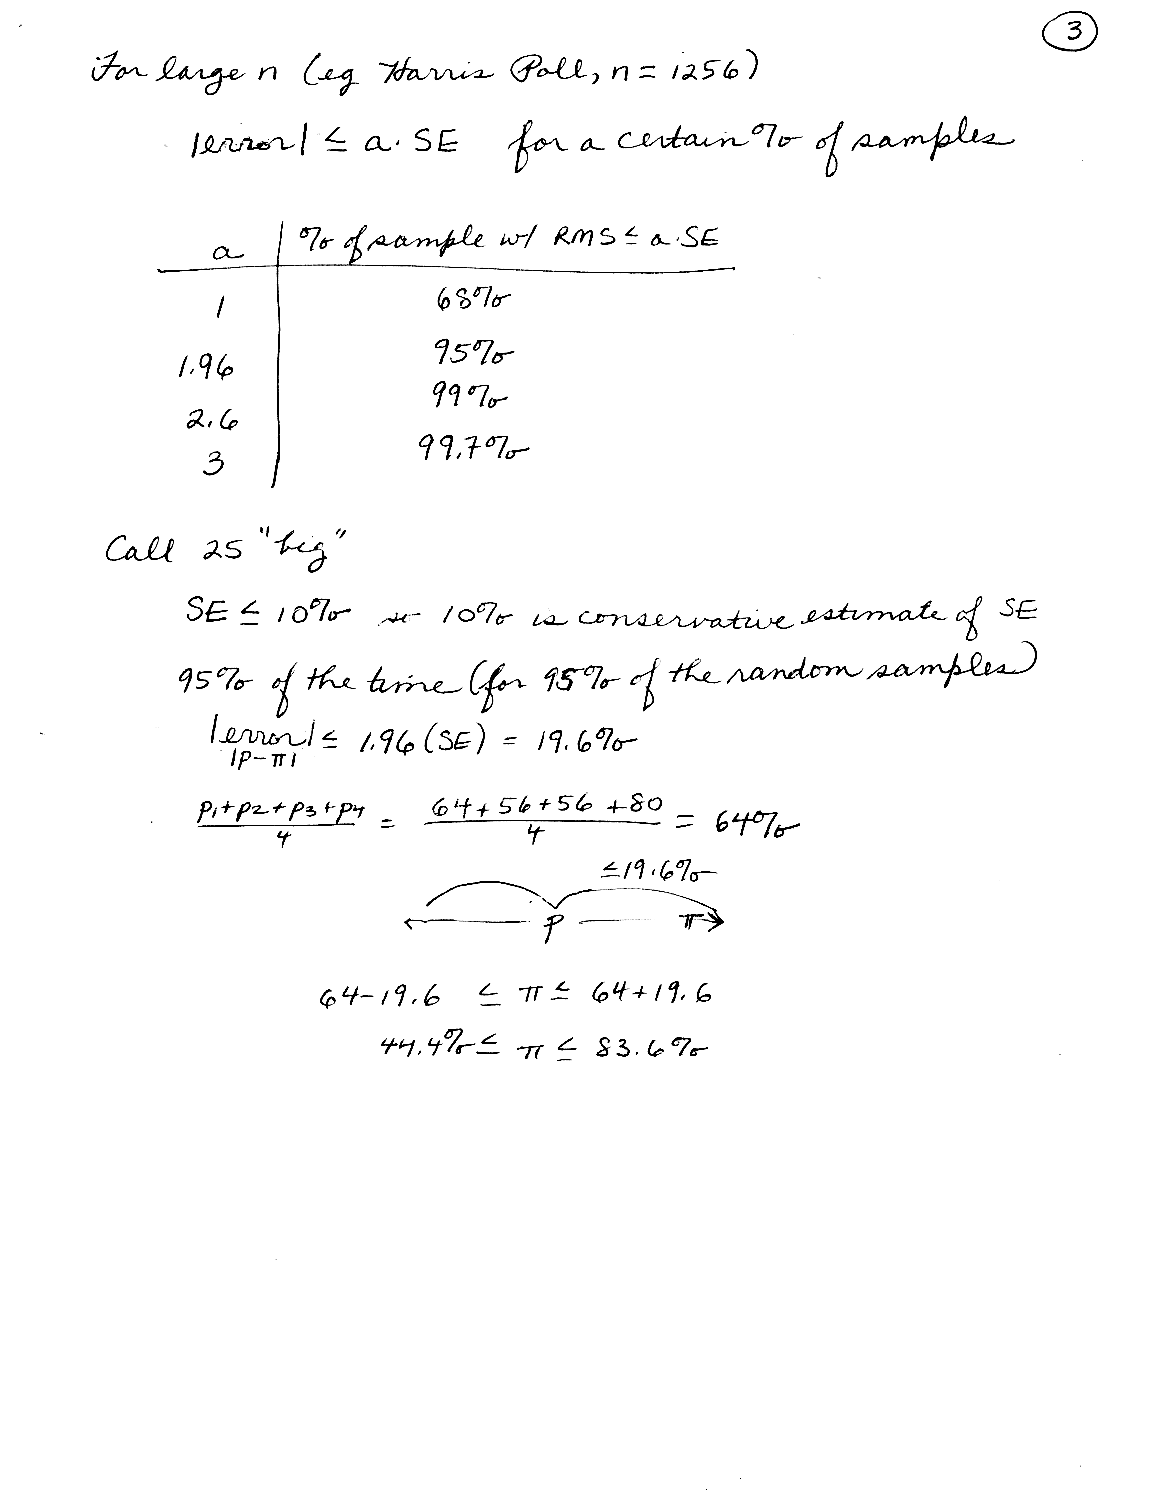 3
For large n (eg Harris Poll, n = 1256)
|error| ≤ a. SE for a certain % of samples
a | % of sample w/ RMS ≤ a.SE
1 68%
1.96 95%
2.6 99%
3 99.7%
Call 25 "big"
SE ≤ 10% 10% is conservative estimate of SE
95% of the time (for 95% of the random samples)
|error| ≤ 1.96 (SE) = 19.6%
|p-π|
(p1+p2+p3+p4)/4 = (64+56+56+80)/4 = 64%
≤19.6%
p π
64-19.6 ≤ π ≤ 64+19.6
44.4% ≤ π ≤ 83.6%